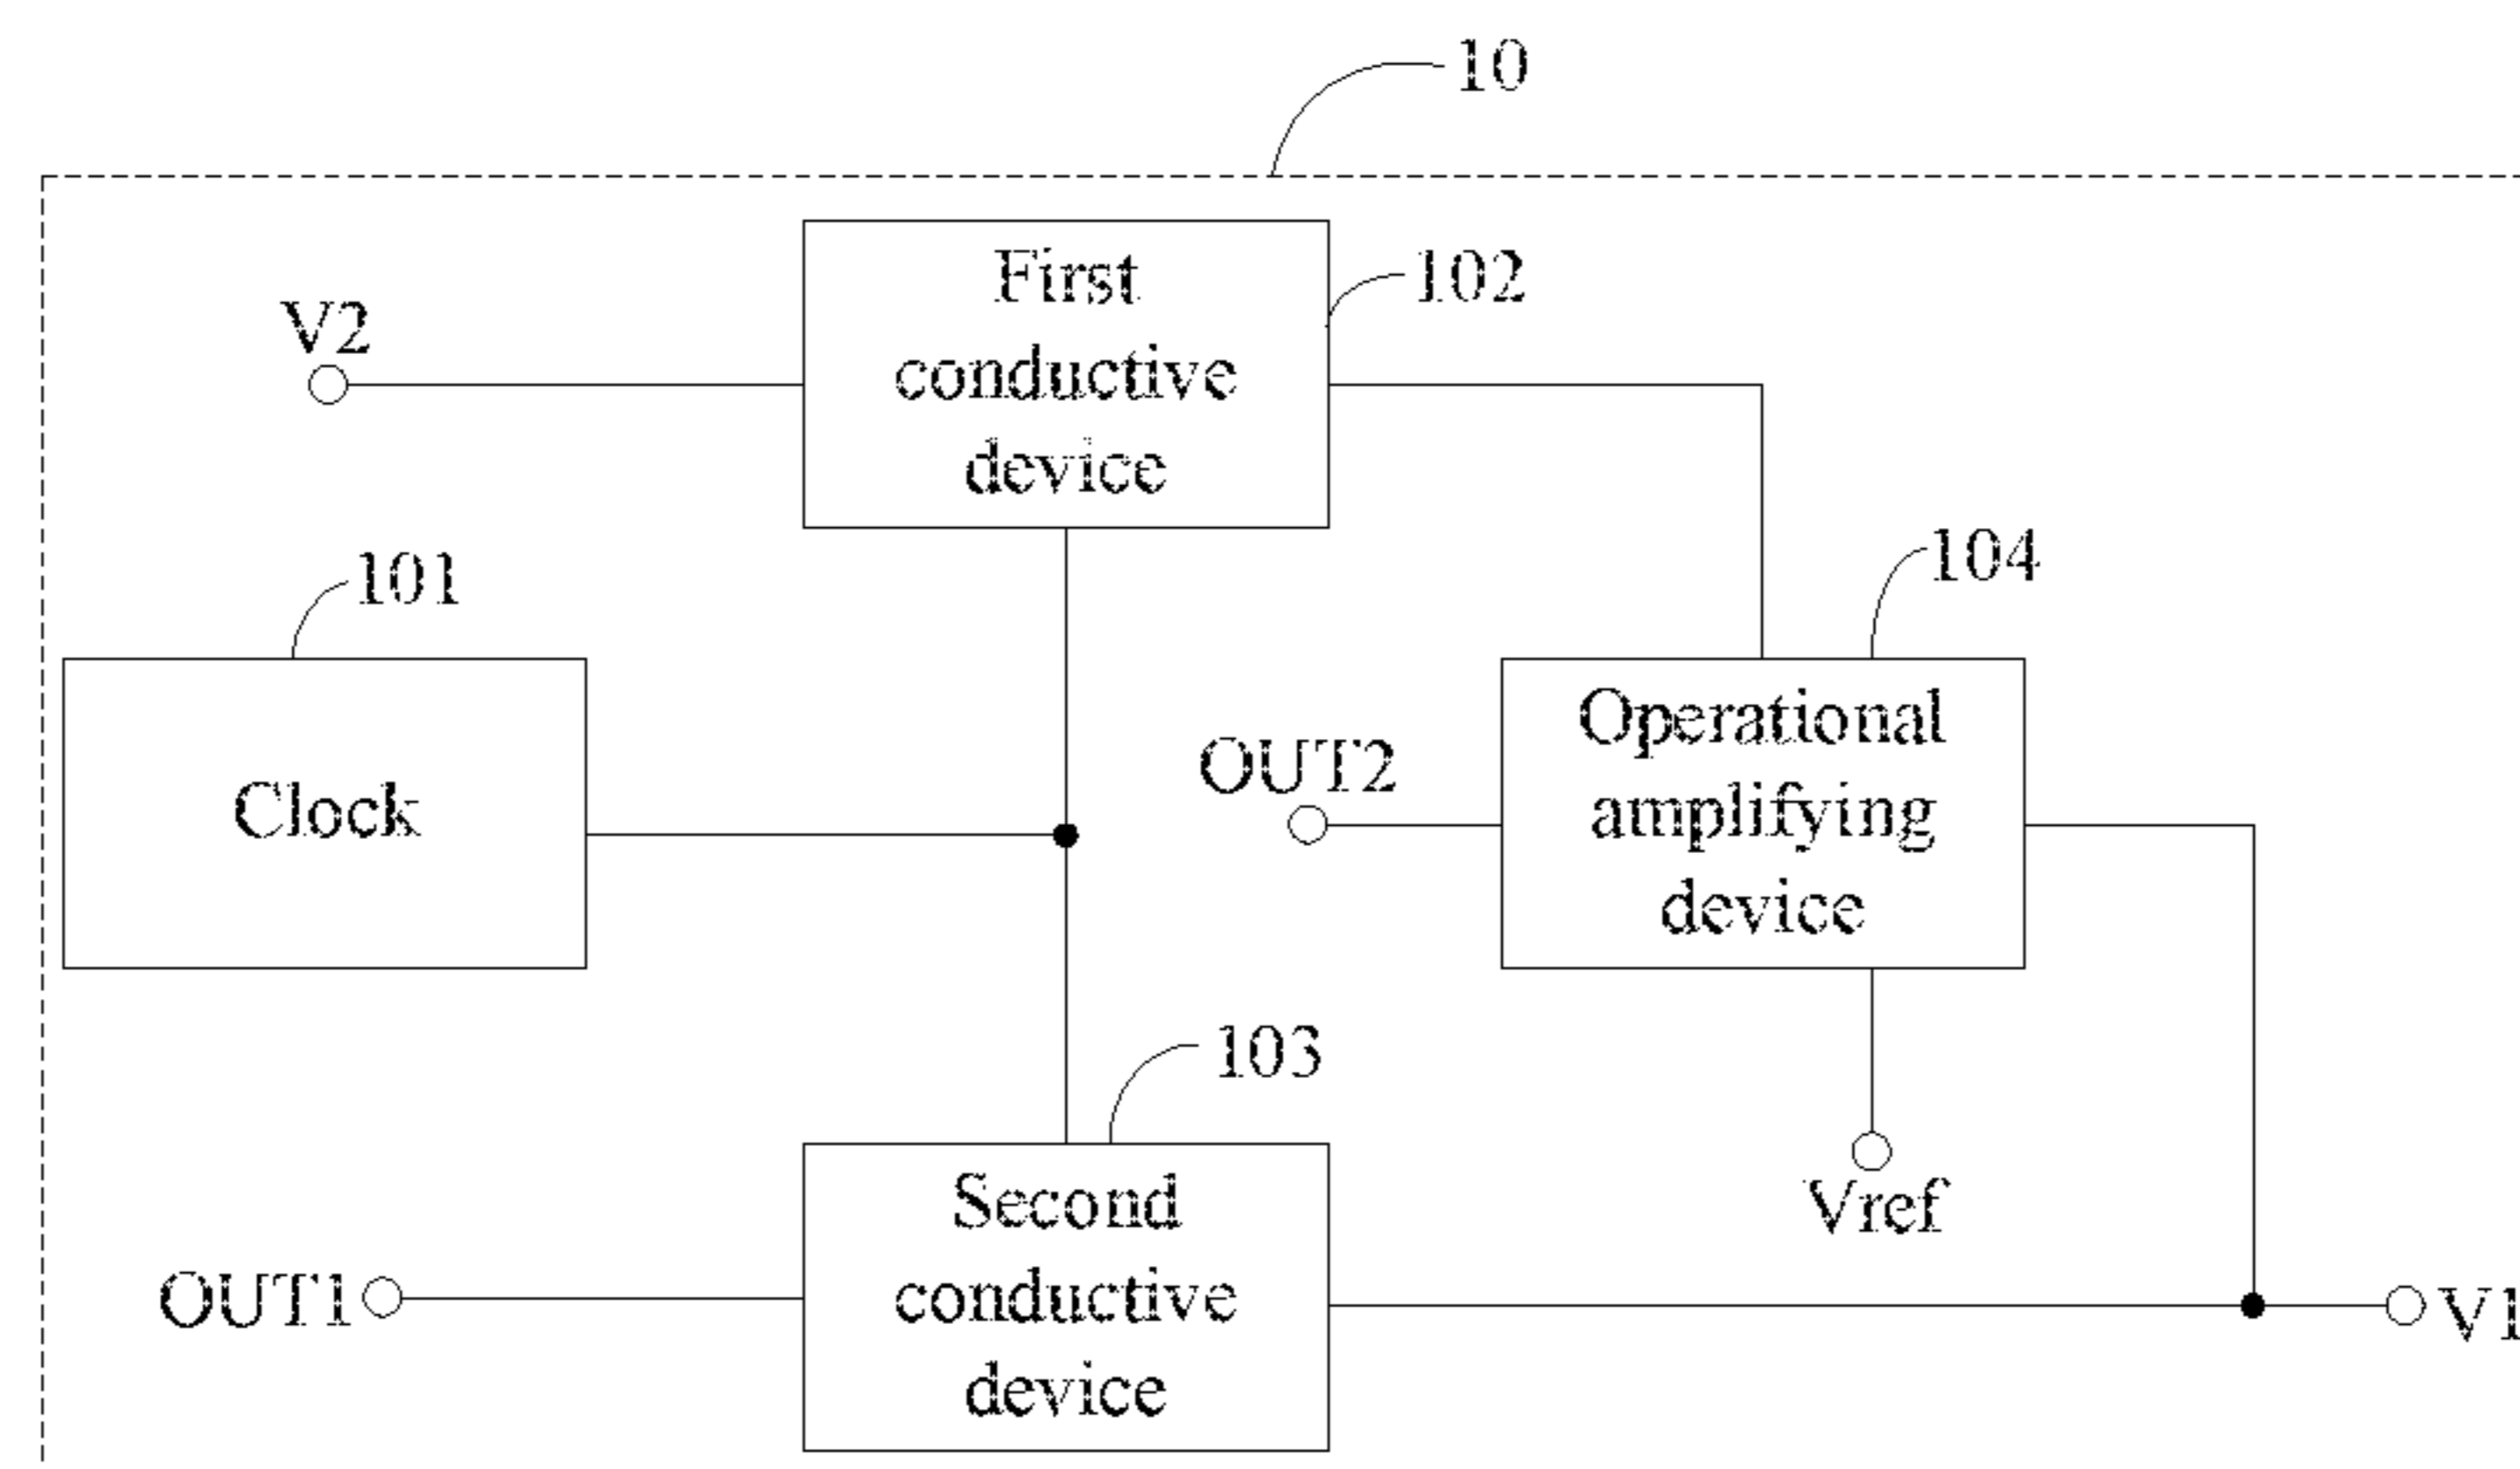 10
First
conductive
device
102
V2
101
104
Clock
OUT2
Operational
amplifying
device
103
Second
conductive
device
Vref
OUT1
V1